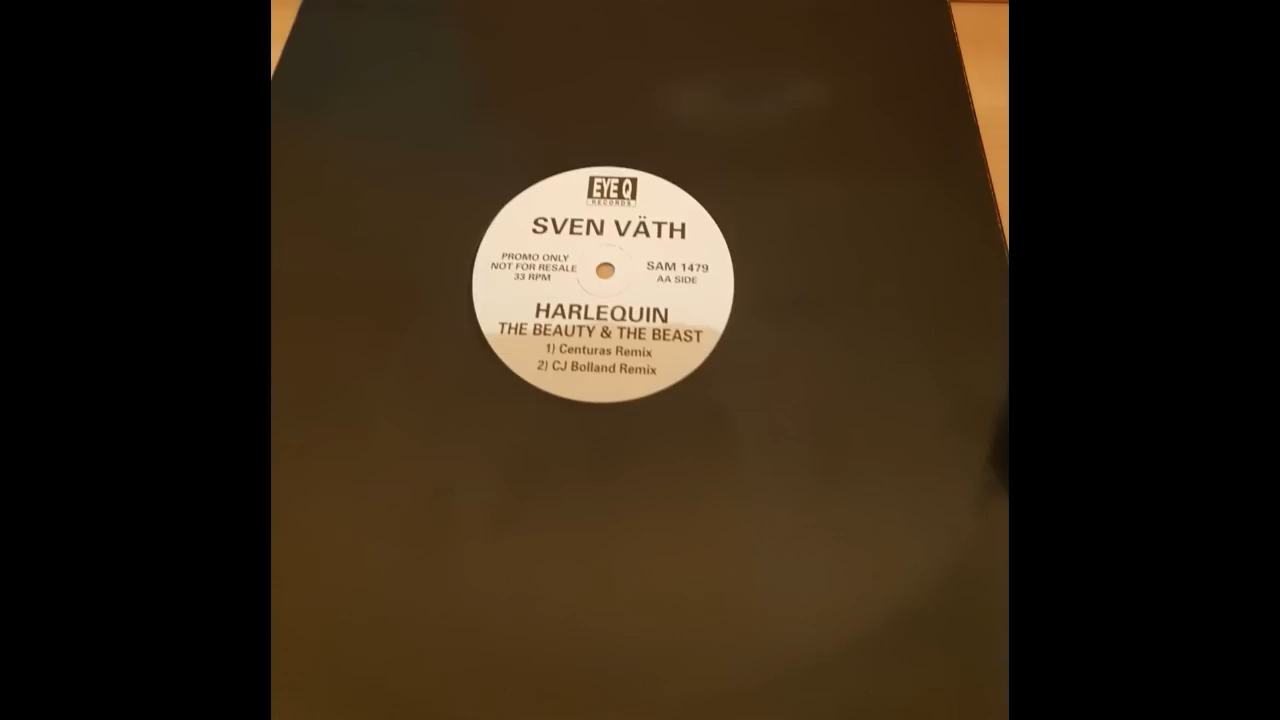 EYE Q
RECORDS
SVEN VÄTH
PROMO ONLY
NOT FOR RESALE
33 RPM
SAM 1479
AA SIDE
HARLEQUIN
THE BEAUTY & THE BEAST
1) Centuras Remix
2) CJ Bolland Remix